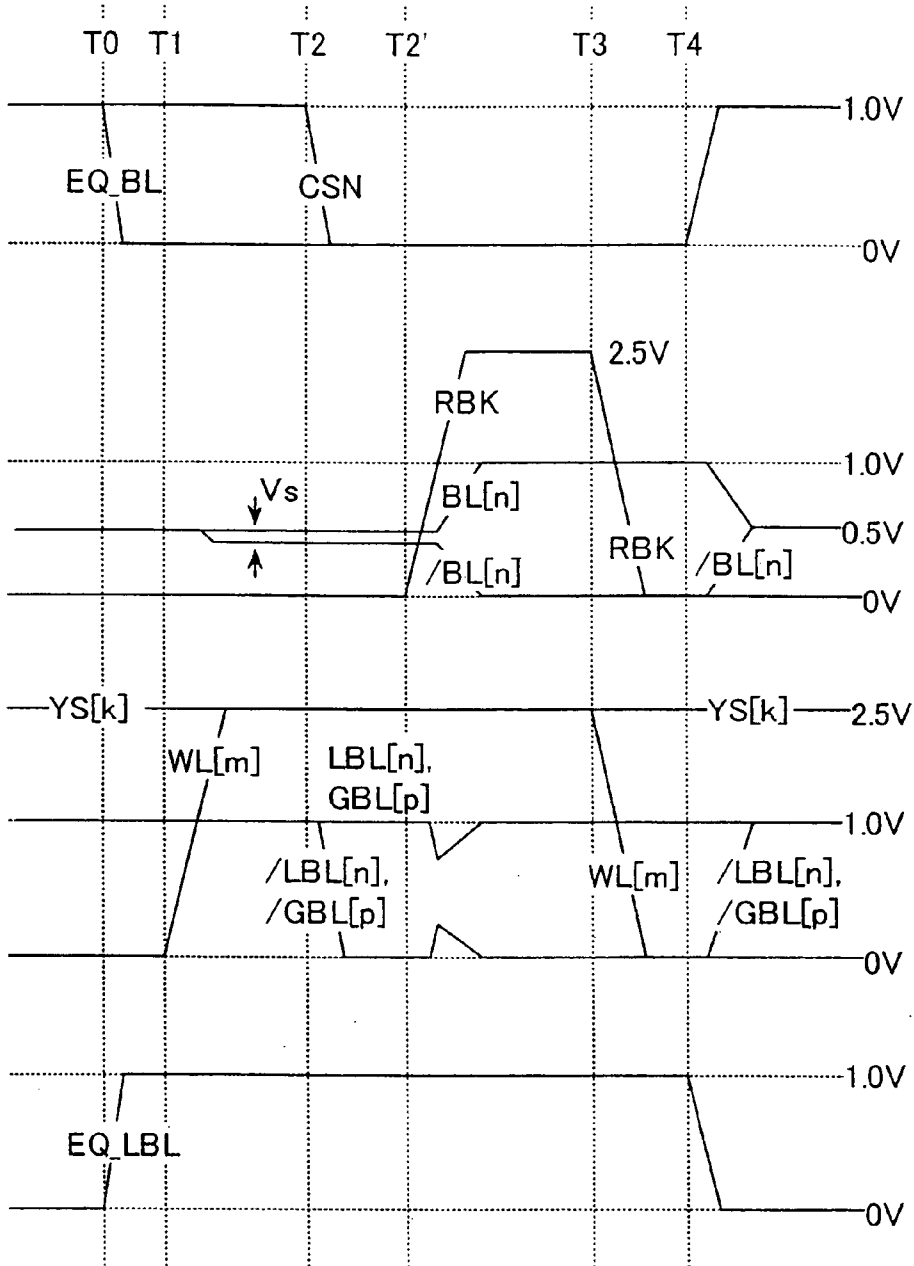 T0 T1 T2 T2' T3 T4
1.0V
EQ_BL CSN
0V
2.5V
RBK
1.0V
Vs
BL[n]
0.5V
/BL[n] RBK /BL[n]
0V
YS[k] YS[k] 2.5V
WL[m] LBL[n],
GBL[p]
1.0V
/LBL[n],
/GBL[p]
WL[m] /LBL[n],
/GBL[p]
0V
1.0V
EQ_LBL
0V